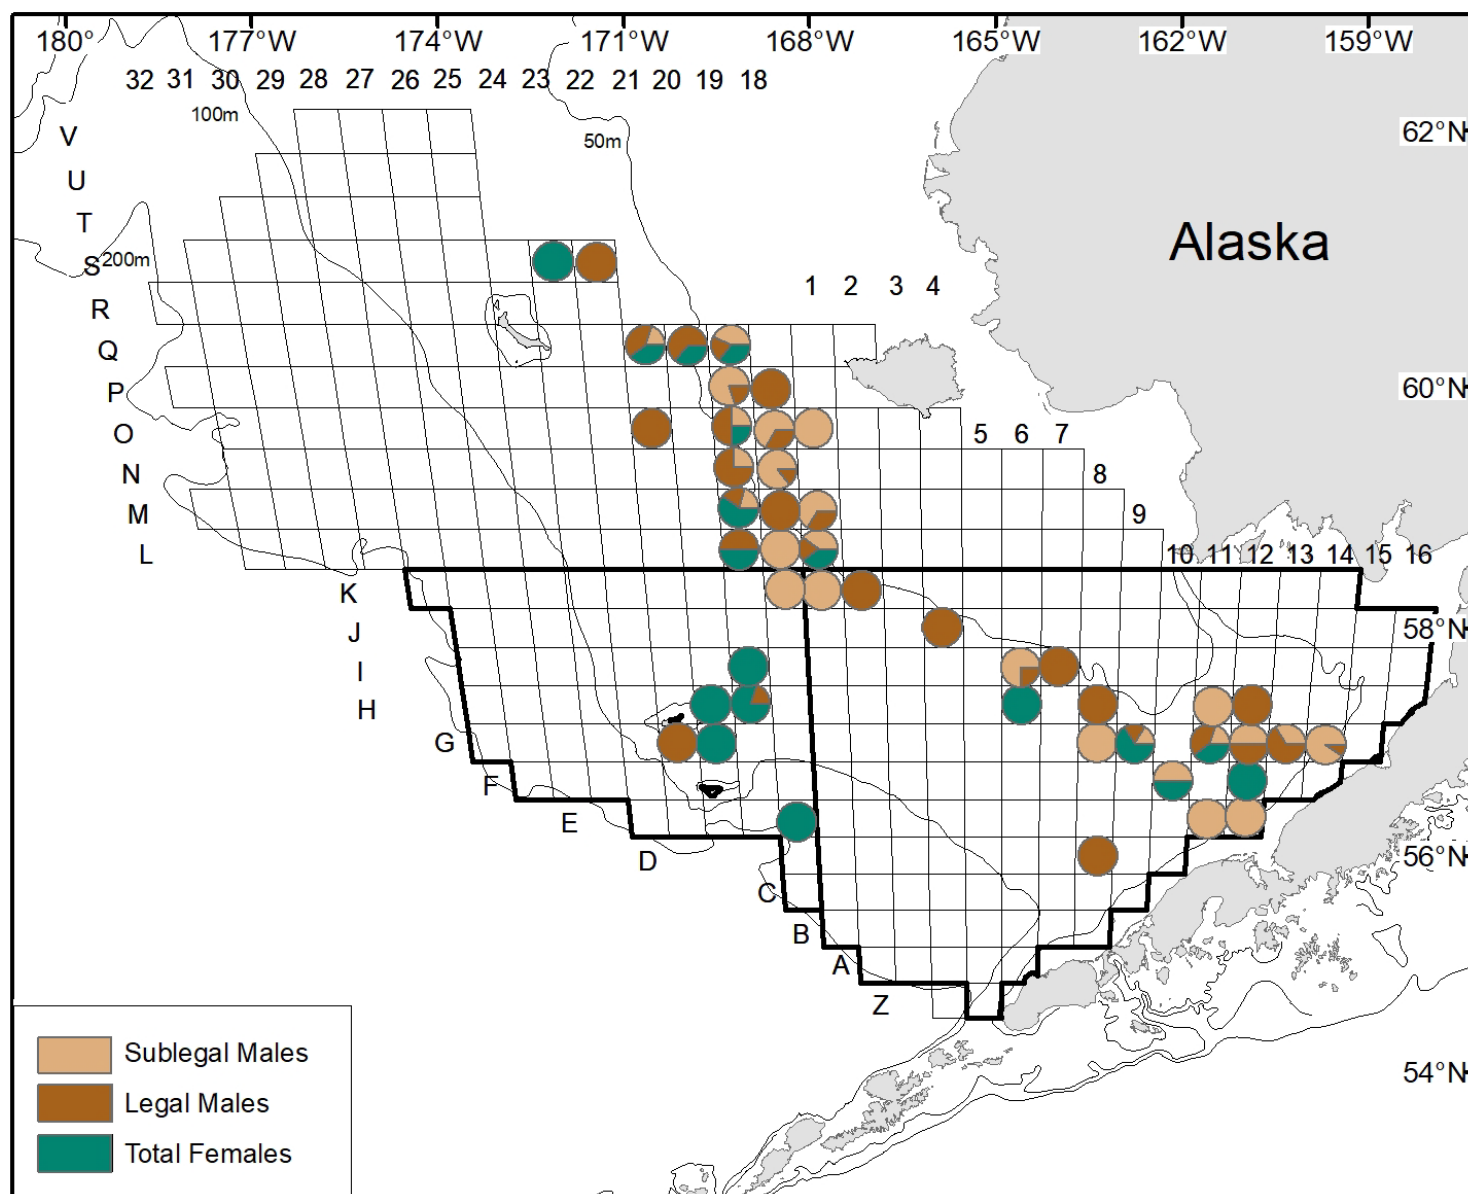 180° 177°W 174°W 171°W 168°W 165°W 162°W 159°W
32 31 30 29 28 27 26 25 24 23 22 21 20 19 18
100m
62°N
V
50m
U
T
Alaska
S 200m
1 2 3 4
R
Q
60°N
P
O
5 6 7
N
8
M
9
L
10 11 12 13 14 15 16
K
58°N
J
I
H
G
F
E
56°N
D
C
B
A
Z
Sublegal Males
54°N
Legal Males
Total Females